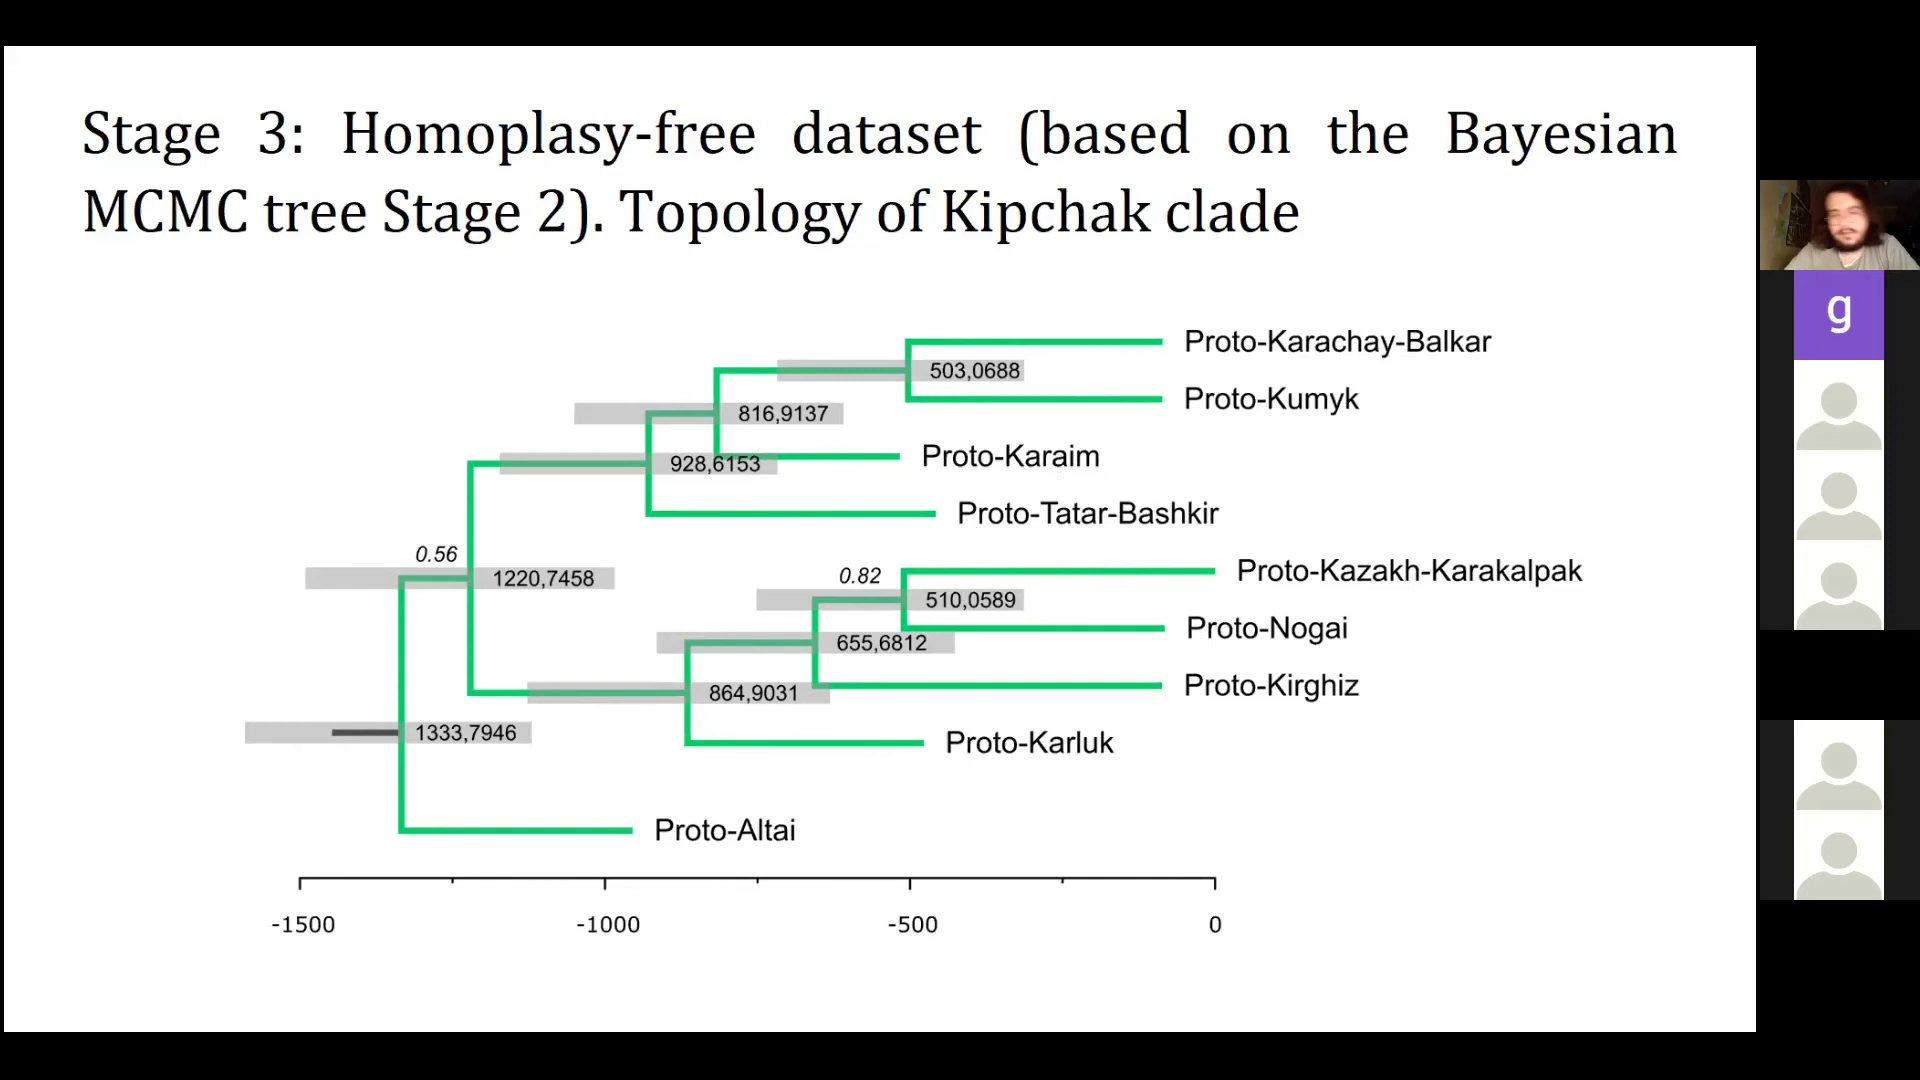 Stage 3: Homoplasy-free dataset (based on the Bayesian
MCMC tree Stage 2). Topology of Kipchak clade
g
Proto-Karachay-Balkar
503,0688
Proto-Kumyk
816,9137
Proto-Karaim
928,6153
Proto-Tatar-Bashkir
0.56
1220,7458
0.82
Proto-Kazakh-Karakalpak
510,0589
Proto-Nogai
655,6812
Proto-Kirghiz
864,9031
1333,7946
Proto-Karluk
Proto-Altai
-1500 -1000 -500 0